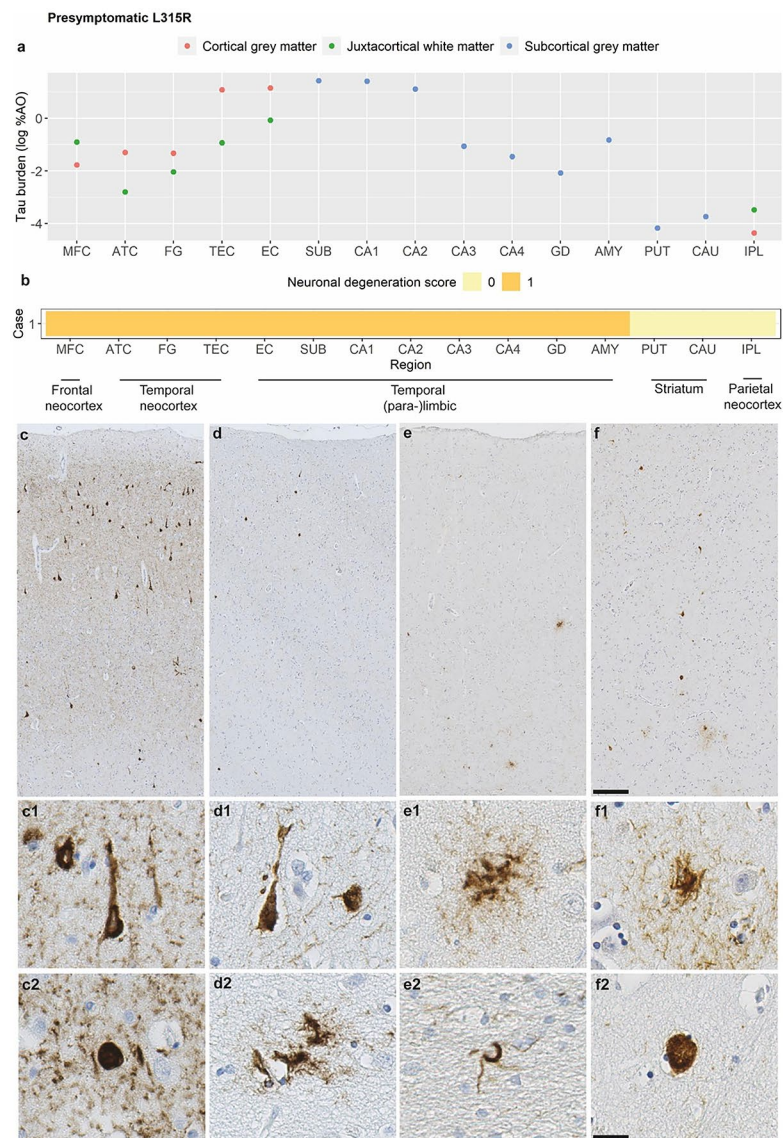 Presymptomatic L315R
a
Cortical grey matter Juxtacortical white matter Subcortical grey matter
Tau burden (log %AO)
0
-2
-4
MFC ATC FG TEC EC SUB CA1 CA2 CA3 CA4 GD AMY PUT CAU IPL
b
Neuronal degeneration score 0 1
Case
1
MFC ATC FG TEC EC SUB CA1 CA2 CA3 CA4 GD AMY PUT CAU IPL
Region
Frontal neocortex
Temporal neocortex
Temporal (para-)limbic
Striatum
Parietal neocortex
c d e f
c1 d1 e1 f1
c2 d2 e2 f2